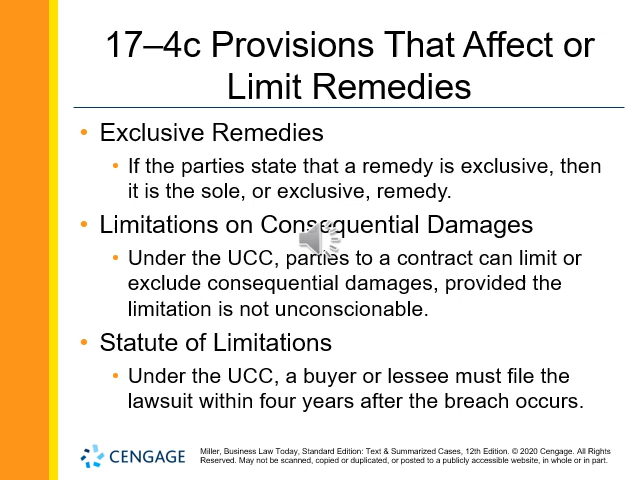 17–4c Provisions That Affect or
Limit Remedies
• Exclusive Remedies
• If the parties state that a remedy is exclusive, then
it is the sole, or exclusive, remedy.
• Limitations on Consequential Damages
• Under the UCC, parties to a contract can limit or
exclude consequential damages, provided the
limitation is not unconscionable.
• Statute of Limitations
• Under the UCC, a buyer or lessee must file the
lawsuit within four years after the breach occurs.
CENGAGE
Miller, Business Law Today, Standard Edition: Text & Summarized Cases, 12th Edition. © 2020 Cengage. All Rights
Reserved. May not be scanned, copied or duplicated, or posted to a publicly accessible website, in whole or in part.